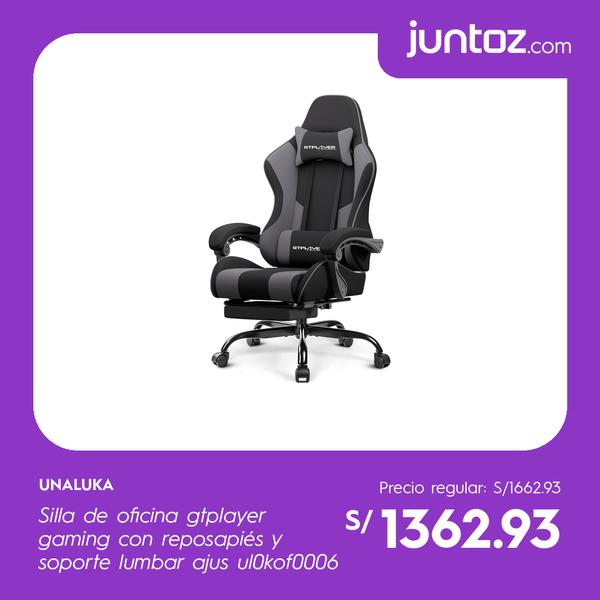 juntoz.com
GTPLAYER
GTPLAYE
UNALUKA
Silla de oficina gtplayer
gaming con reposapiés y
soporte lumbar ajus ul0kof0006
Precio regular: S/1662.93
S/ 1362.93